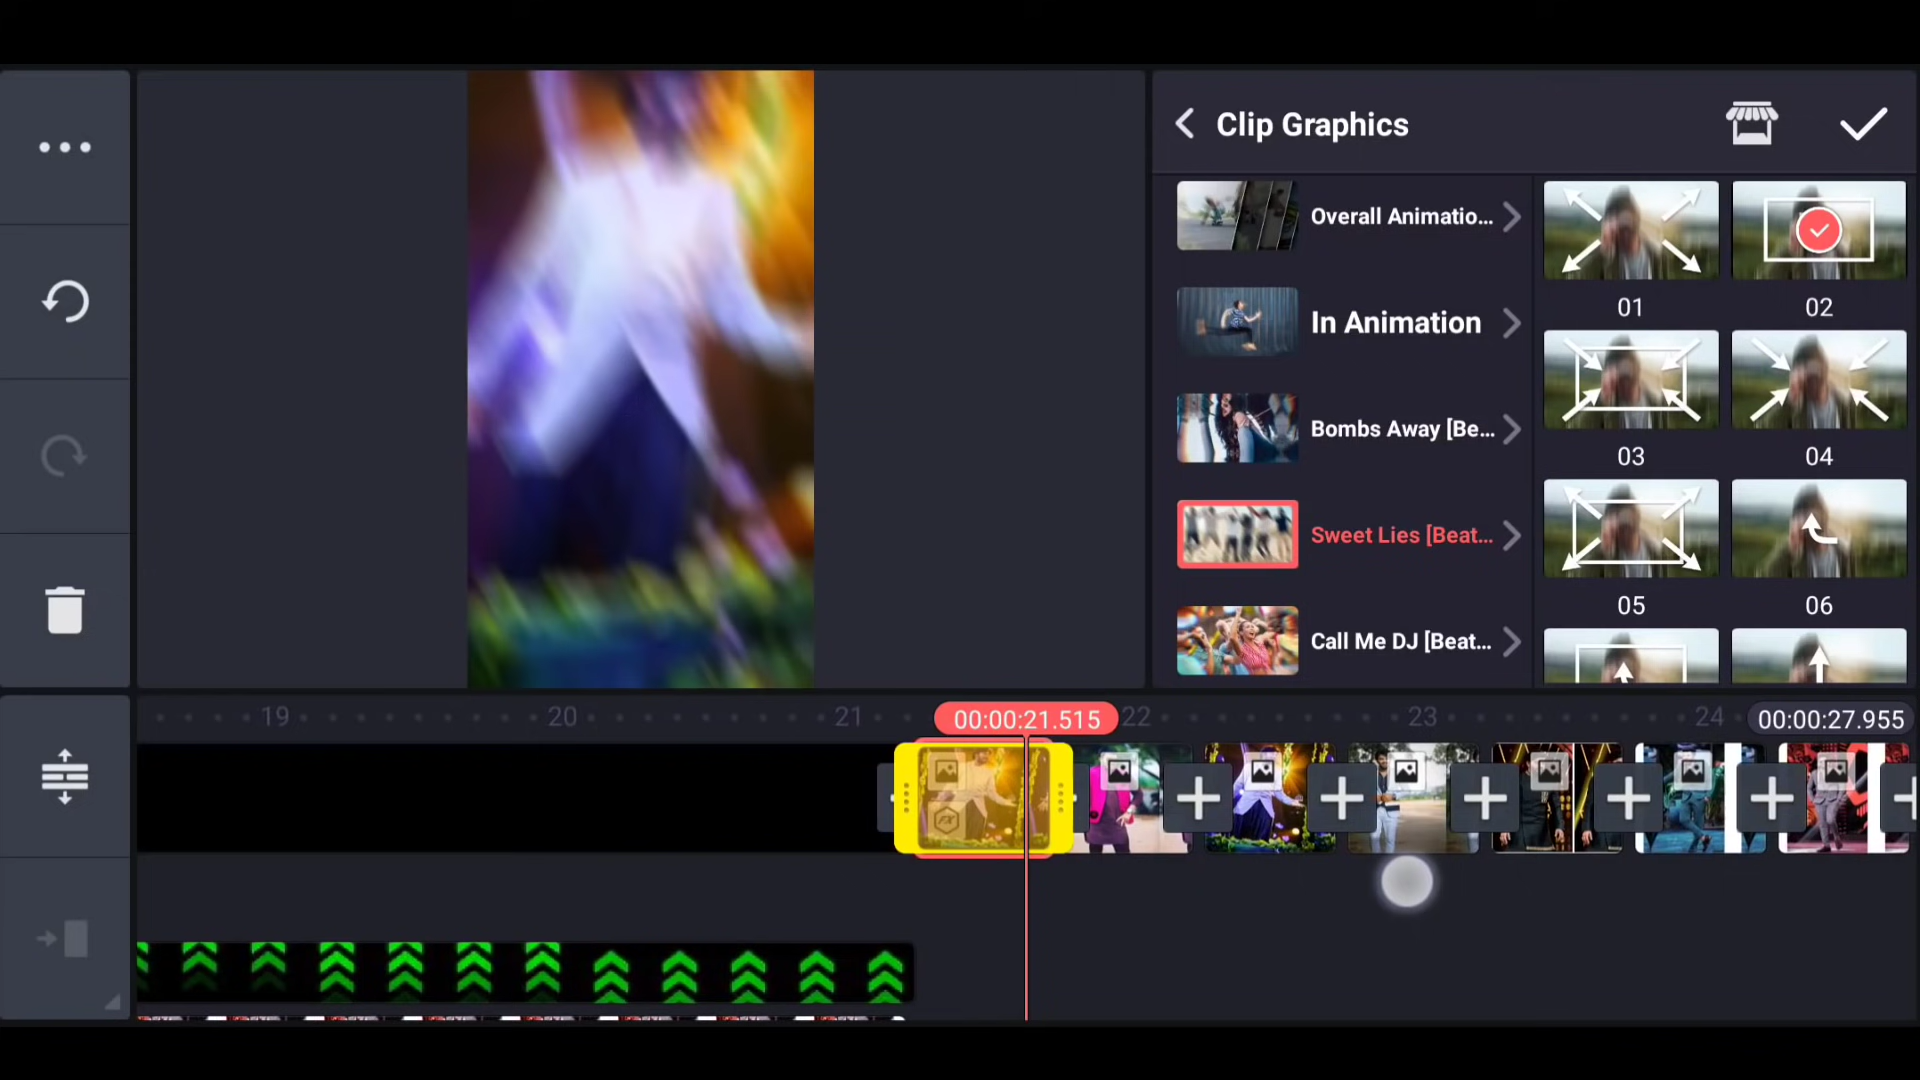 Clip Graphics
Overall Animatio...
In Animation
Bombs Away [Be...
Sweet Lies [Beat...
Call Me DJ [Beat...
01
02
03
04
05
06
19
20
21
00:00:21.515
22
23
24
00:00:27.955
FX